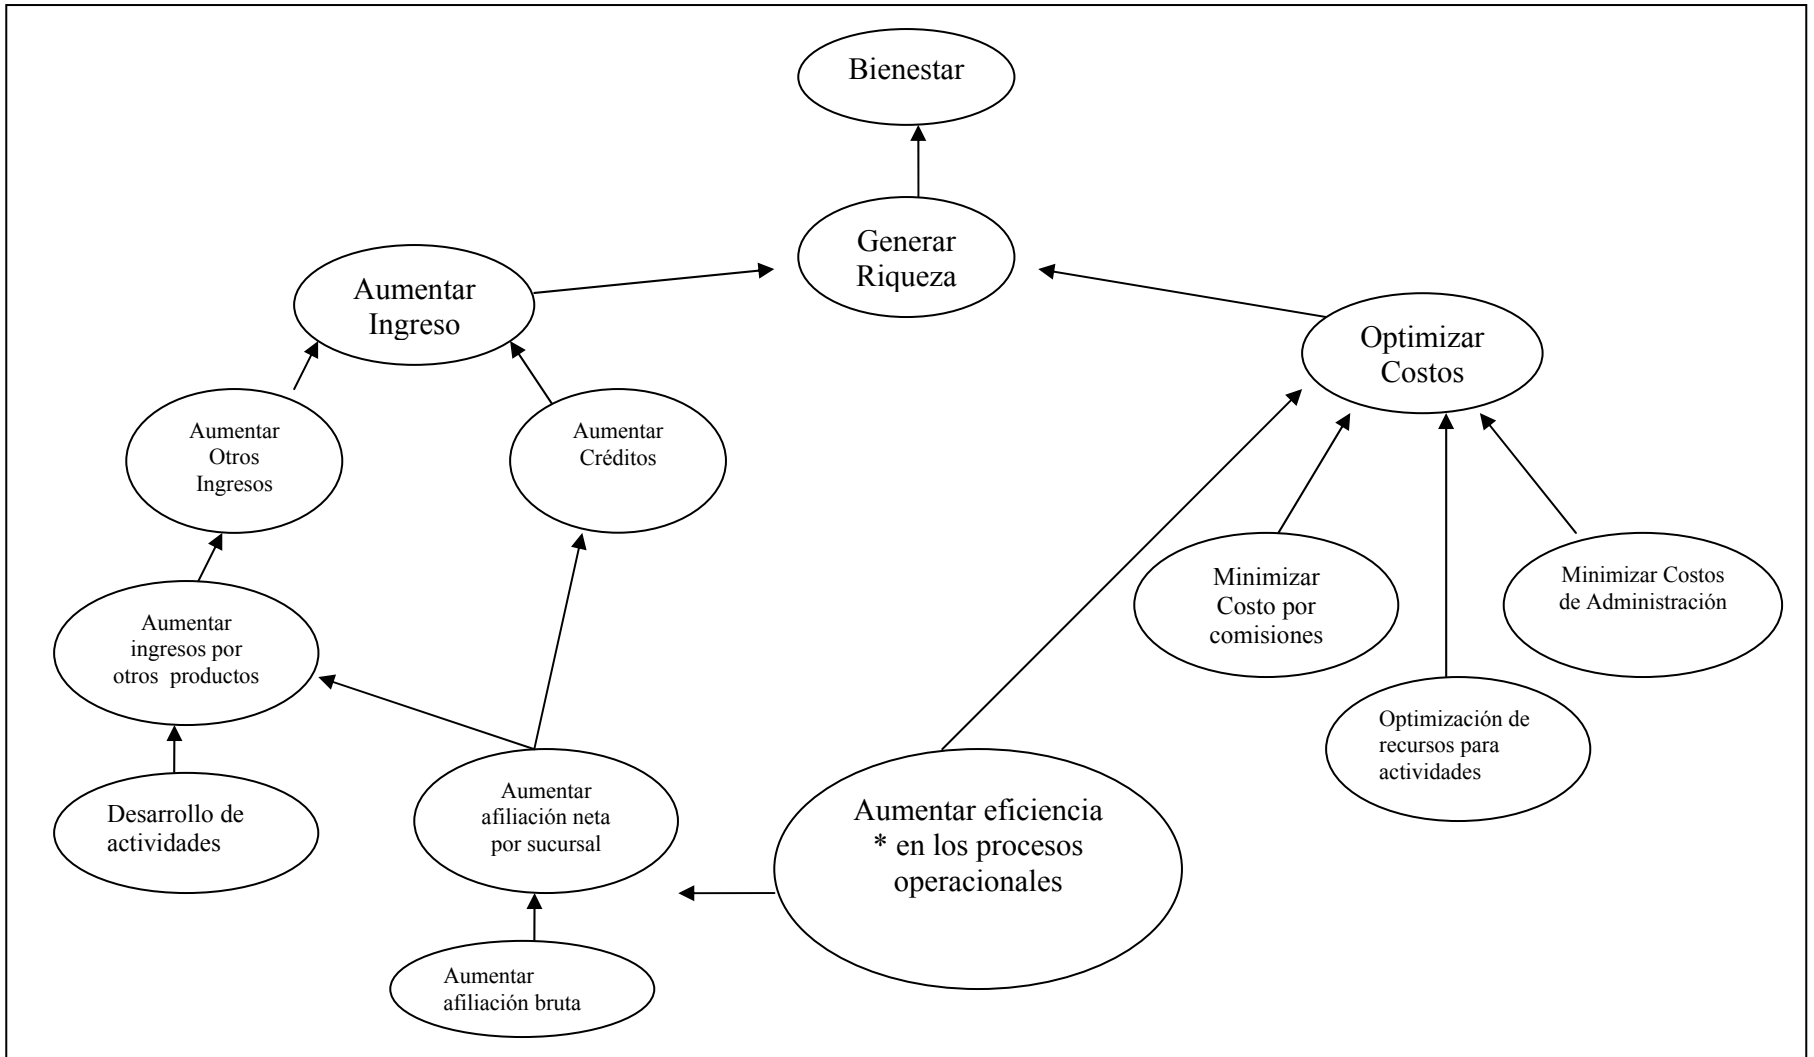 Bienestar
Generar
Riqueza
Aumentar
Ingreso
Optimizar
Costos
Aumentar
Otros
Ingresos
Aumentar
Créditos
Minimizar
Costo por
comisiones
Minimizar Costos
de Administración
Aumentar
ingresos por
otros productos
Optimización de
recursos para
actividades
Desarrollo de
actividades
Aumentar
afiliación neta
por sucursal
Aumentar eficiencia
* en los procesos
operacionales
Aumentar
afiliación bruta